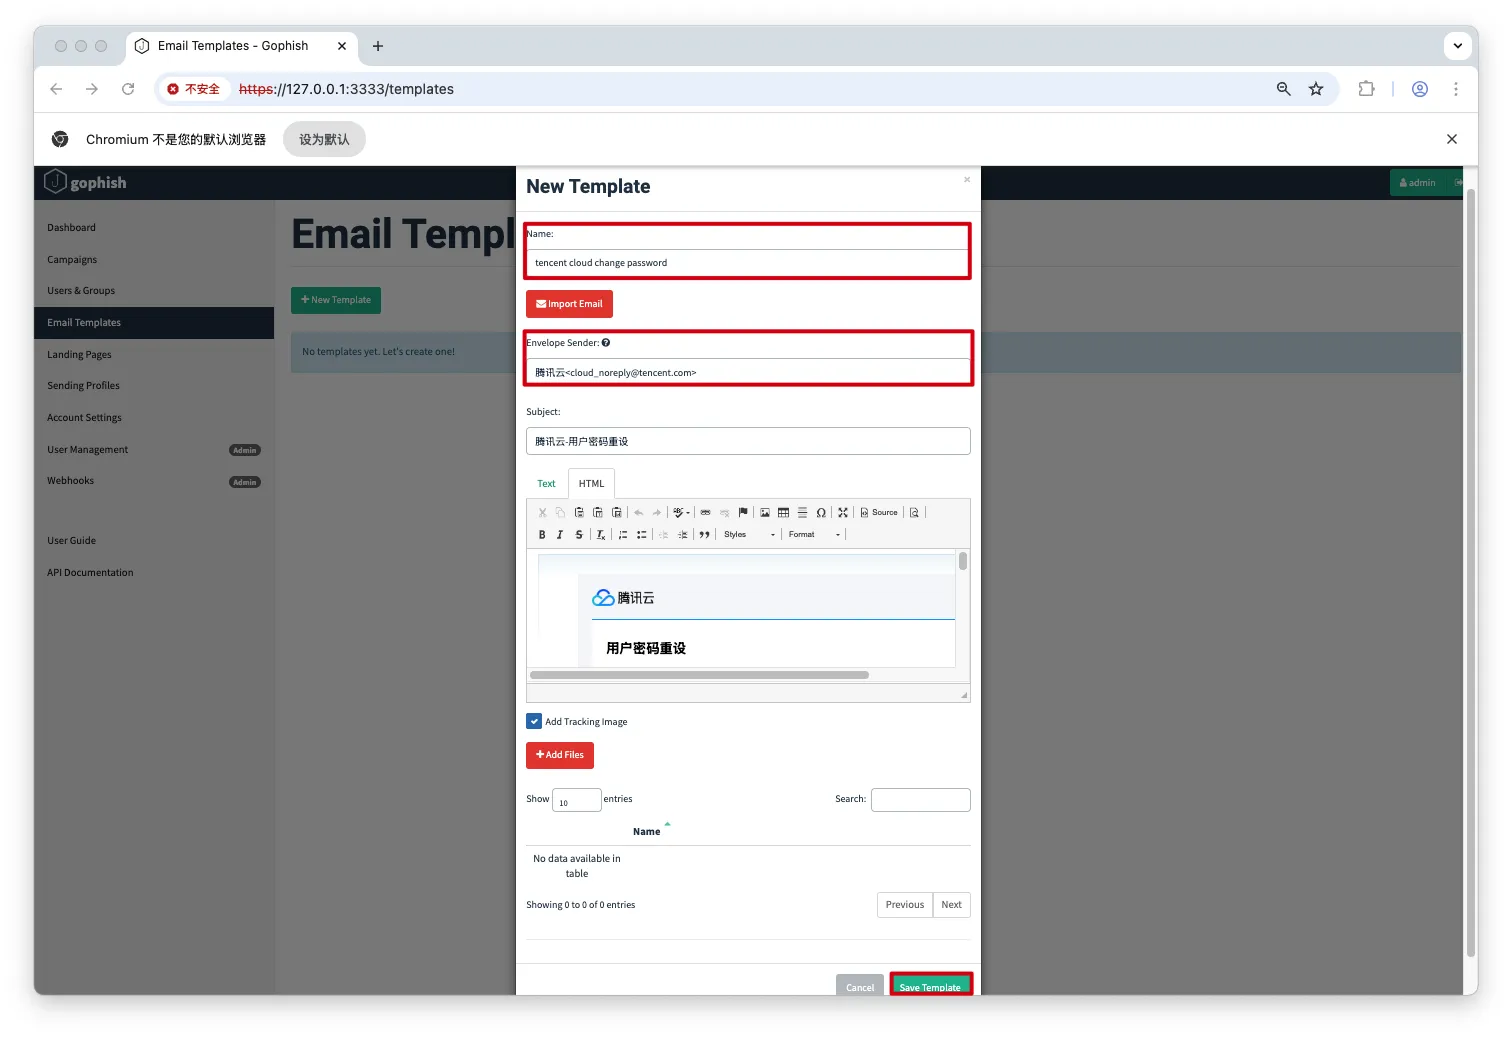 Email Templates - Gophish
不安全 https://127.0.0.1:3333/templates
Chromium 不是您的默认浏览器 设为默认
gophish
admin
Dashboard
Campaigns
Users & Groups
Email Templates
Landing Pages
Sending Profiles
Account Settings
User Management Admin
Webhooks Admin
User Guide
API Documentation
Email Templ
New Template
No templates yet. Let's create one!
New Template
Name:
tencent cloud change password
Import Email
Envelope Sender:
腾讯云<cloud_noreply@tencent.com>
Subject:
腾讯云-用户密码重设
Text HTML
Source
Styles Format
腾讯云
用户密码重设
Add Tracking Image
Add Files
Show 10 entries Search:
Name
No data available in
table
Showing 0 to 0 of 0 entries Previous Next
Cancel Save Template